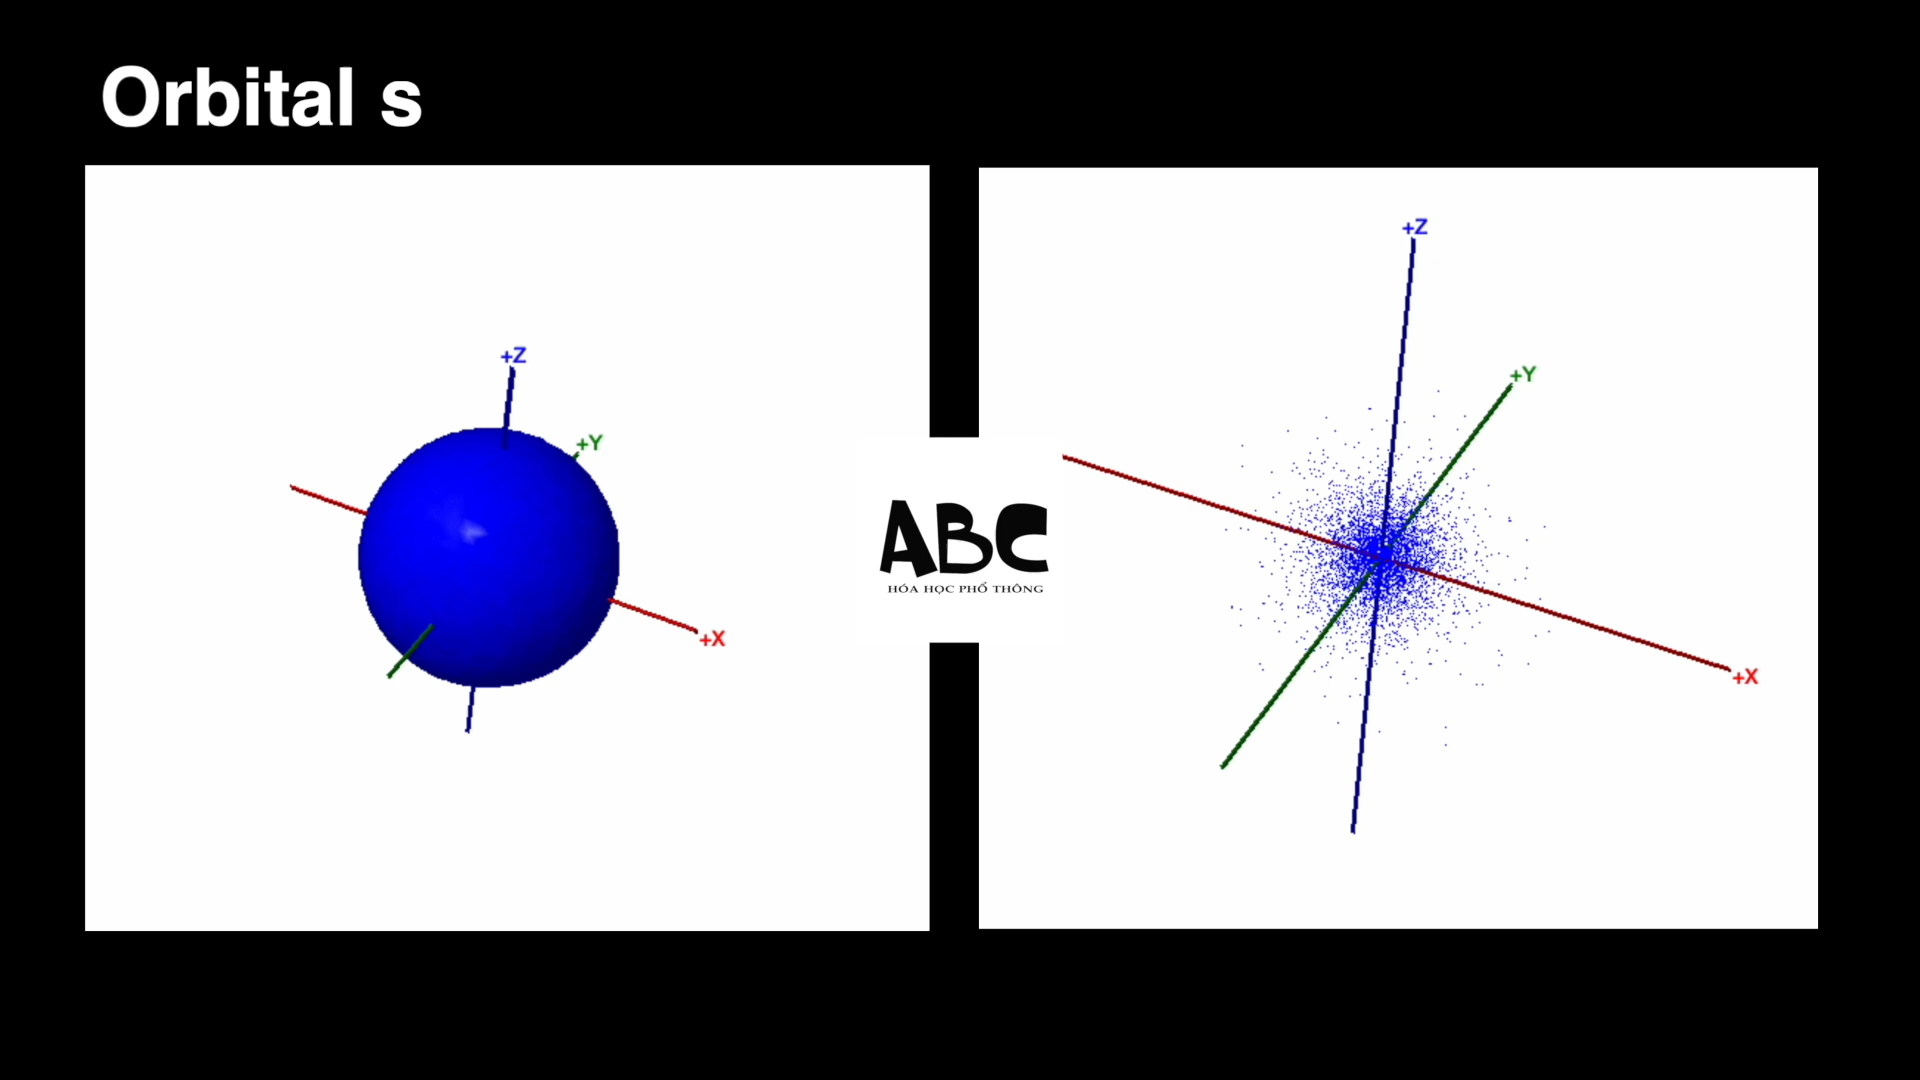 Orbital s
+Z
+Y
+X
ABC
HÓA HỌC PHỔ THÔNG
+Z
+Y
+X